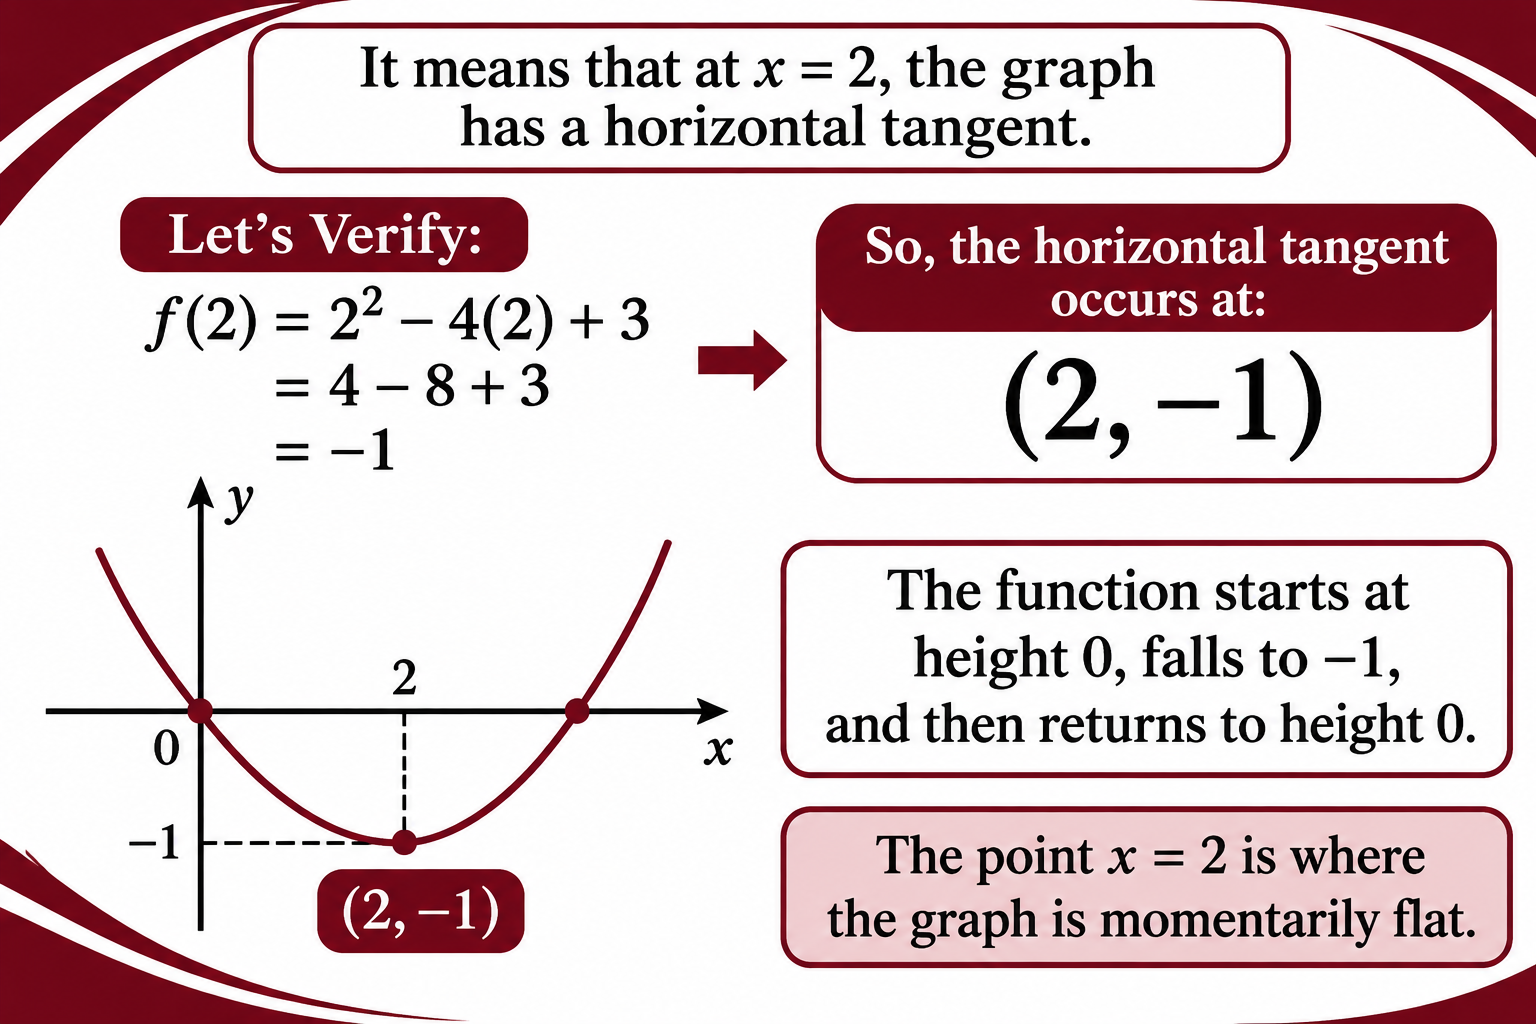 It means that at x = 2, the graph
has a horizontal tangent.
Let’s Verify:
f(2) = 2² − 4(2) + 3
= 4 − 8 + 3
= −1
So, the horizontal tangent
occurs at:
(2, −1)
y
2
0
x
−1
(2, −1)
The function starts at
height 0, falls to −1,
and then returns to height 0.
The point x = 2 is where
the graph is momentarily flat.